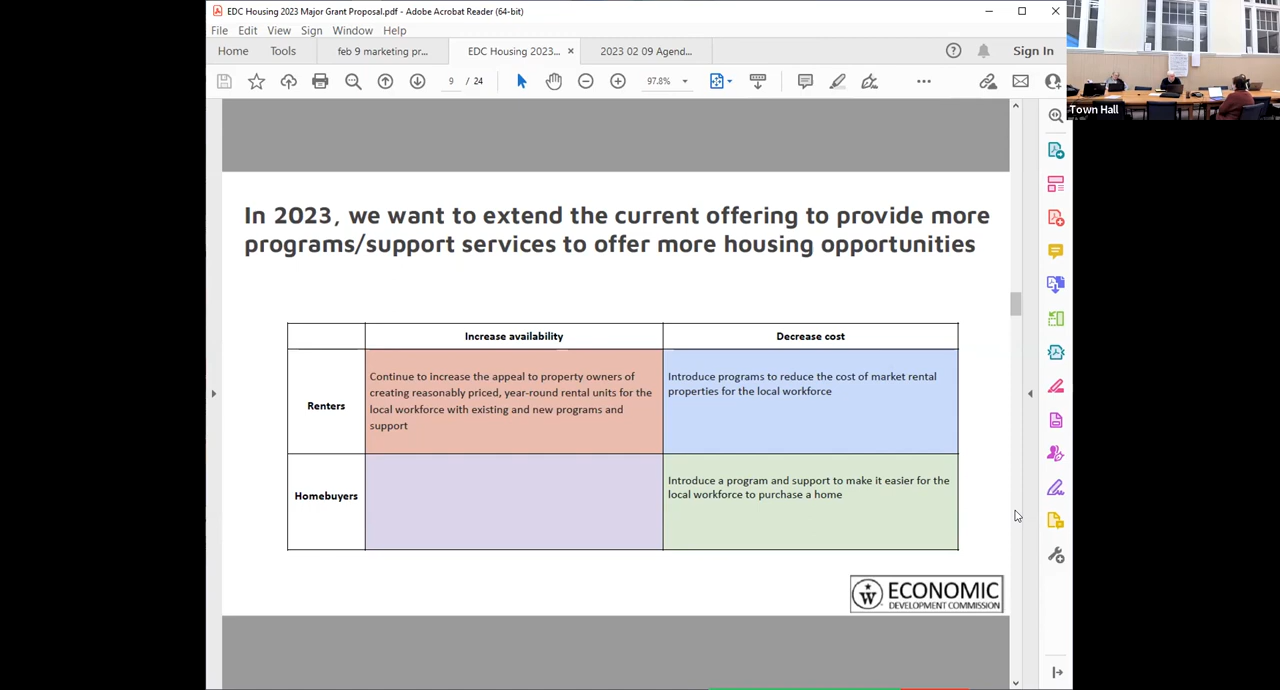 EDC Housing 2023 Major Grant Proposal.pdf - Adobe Acrobat Reader (64-bit)
File Edit View Sign Window Help
Home Tools feb 9 marketing pr... EDC Housing 2023... × 2023 02 09 Agend... Sign In
9 / 24 97.8%
Town Hall
In 2023, we want to extend the current offering to provide more
programs/support services to offer more housing opportunities
Increase availability Decrease cost
Renters
Continue to increase the appeal to property owners of
creating reasonably priced, year-round rental units for the
local workforce with existing and new programs and
support
Introduce programs to reduce the cost of market rental
properties for the local workforce
Homebuyers
Introduce a program and support to make it easier for the
local workforce to purchase a home
W ECONOMIC
DEVELOPMENT COMMISSION